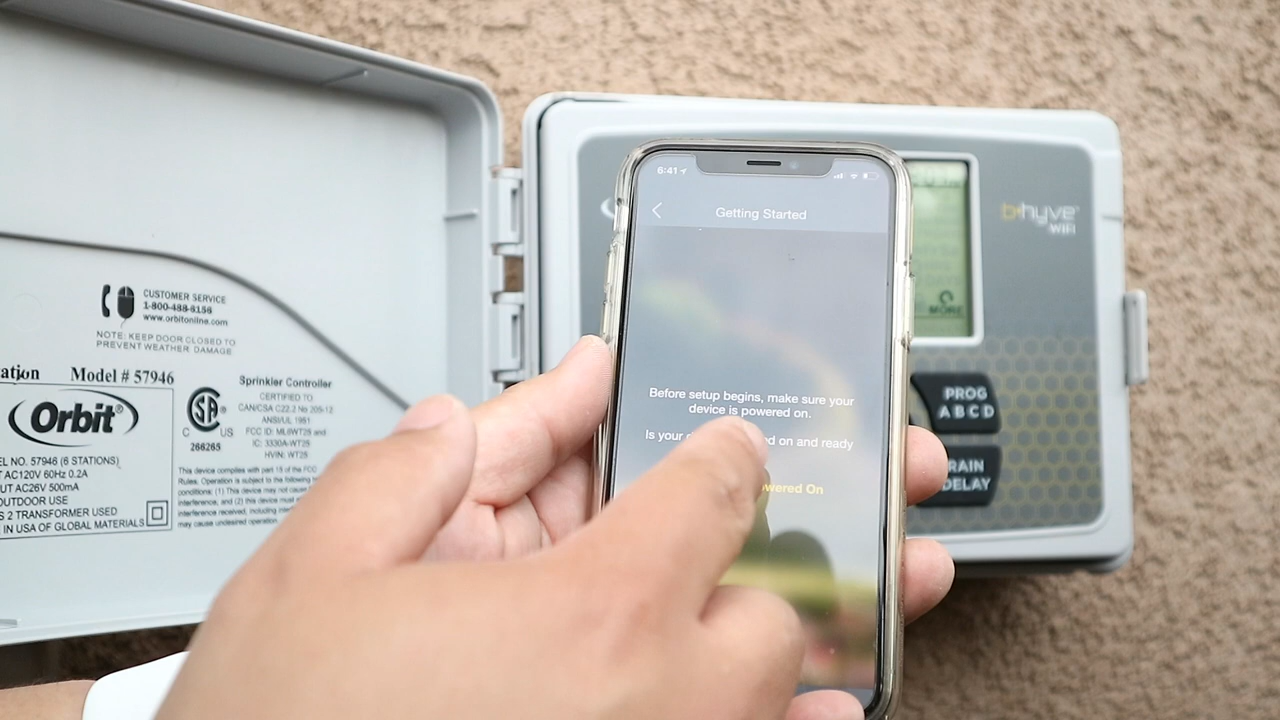 CUSTOMER SERVICE
1-800-488-6156
www.orbitonline.com
NOTE: KEEP DOOR CLOSED TO
PREVENT WEATHER DAMAGE
ation Model # 57946
Orbit®
EL NO. 57946 (6 STATIONS)
T AC120V 60Hz 0.2A
UT AC26V 500mA
OUTDOOR USE
S 2 TRANSFORMER USED
IN USA OF GLOBAL MATERIALS
SA
C US
266265
Sprinkler Controller
CERTIFIED TO
CAN/CSA C22.2 No 205-12
ANSI/UL 1951
FCC ID: ML6WT25 and
IC: 3330A-WT25
HVIN: WT25
This device complies with part 15 of the FCC
Rules. Operation is subject to the following
conditions: (1) This device may not cause
interference, and (2) this device must
interference received, including
may cause undesired operation.
6:41
Getting Started
Before setup begins, make sure your
device is powered on.
Is your d on and ready
wered On
b•hyve
WiFi
MORE
PROG
A B C D
RAIN
DELAY